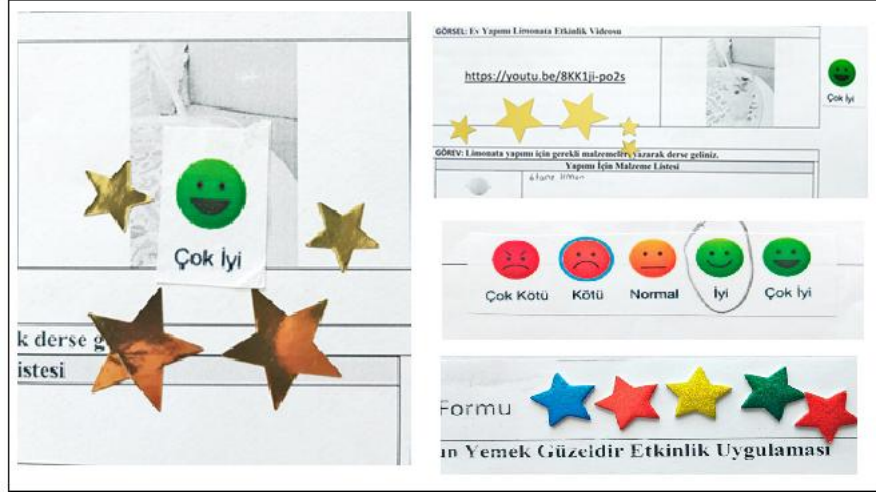 Çok İyi
k derse g
istesi
GÖRSEL: Ev Yapımı Limonata Etkinlik Videosu
https://youtu.be/8KK1ji-po2s
Çok İyi
GÖREV: Limonata yapımı için gerekli malzemeleri yazarak derse geliniz.
Yapımı İçin Malzeme Listesi
limon
Çok Kötü Kötü Normal İyi Çok İyi
Formu
un Yemek Güzeldir Etkinlik Uygulaması